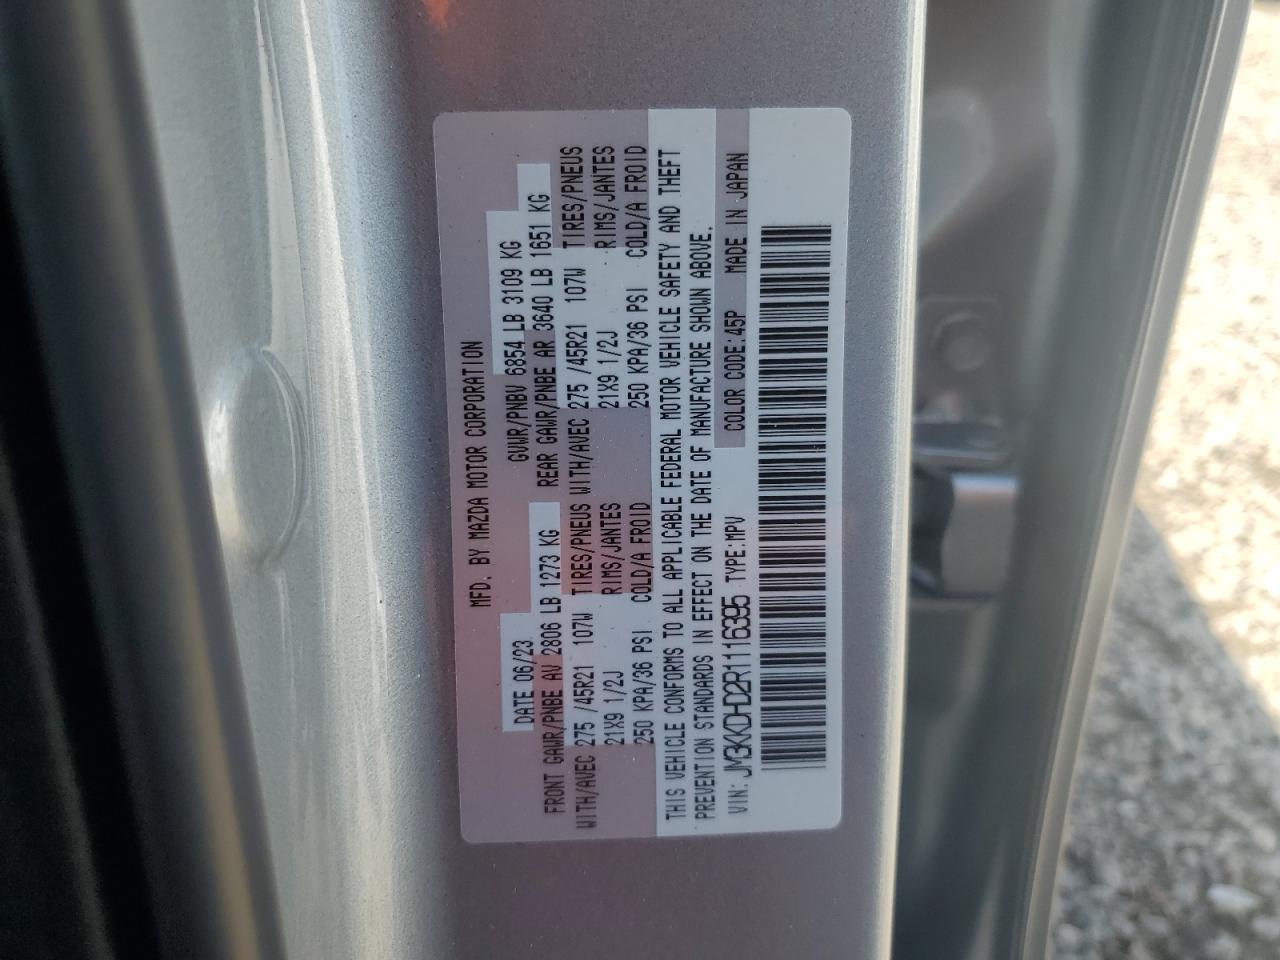 MFD. BY MAZDA MOTOR CORPORATION
DATE 06/23 GVWR/PNBV 6854 LB 3109 KG
FRONT GAWR/PNBE AV 2806 LB 1273 KG REAR GAWR/PNBE AR 3640 LB 1651 KG
WITH/AVEC 275 /45R21 107W TIRES/PNEUS WITH/AVEC 275 /45R21 107W TIRES/PNEUS
21X9 1/2J RIMS/JANTES 21X9 1/2J RIMS/JANTES
250 KPA/36 PSI COLD/A FROID 250 KPA/36 PSI COLD/A FROID
THIS VEHICLE CONFORMS TO ALL APPLICABLE FEDERAL MOTOR VEHICLE SAFETY AND THEFT
PREVENTION STANDARDS IN EFFECT ON THE DATE OF MANUFACTURE SHOWN ABOVE.
VIN: JM3KKDHD2R1116395 TYPE:MPV COLOR CODE:45P MADE IN JAPAN